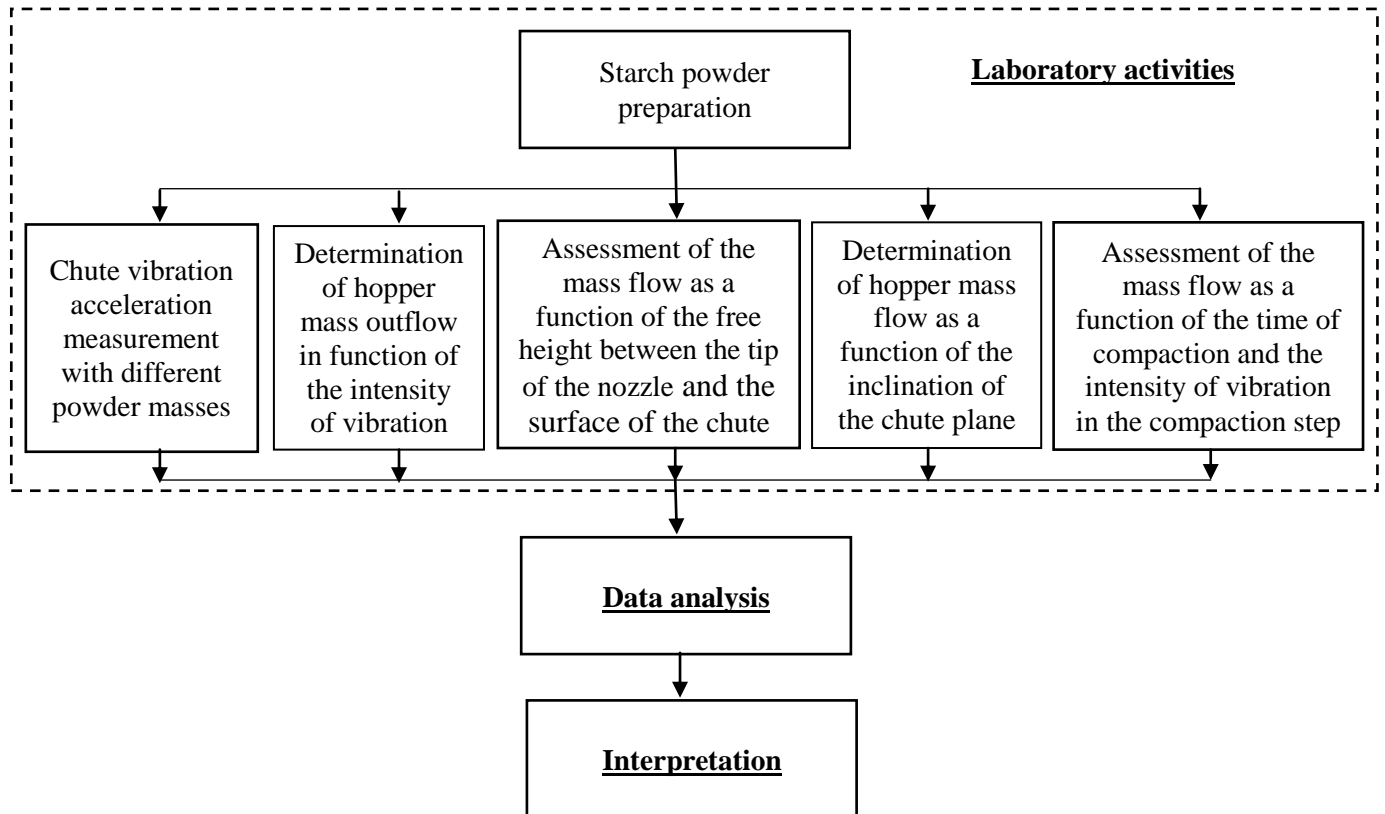 Starch powder
preparation
Laboratory activities
Chute vibration
acceleration
measurement
with different
powder masses
Determination
of hopper
mass outflow
in function of
the intensity
of vibration
Assessment of the
mass flow as a
function of the free
height between the tip
of the nozzle and the
surface of the chute
Determination
of hopper mass
flow as a
function of the
inclination of
the chute plane
Assessment of the
mass flow as a
function of the time of
compaction and the
intensity of vibration
in the compaction step
Data analysis
Interpretation